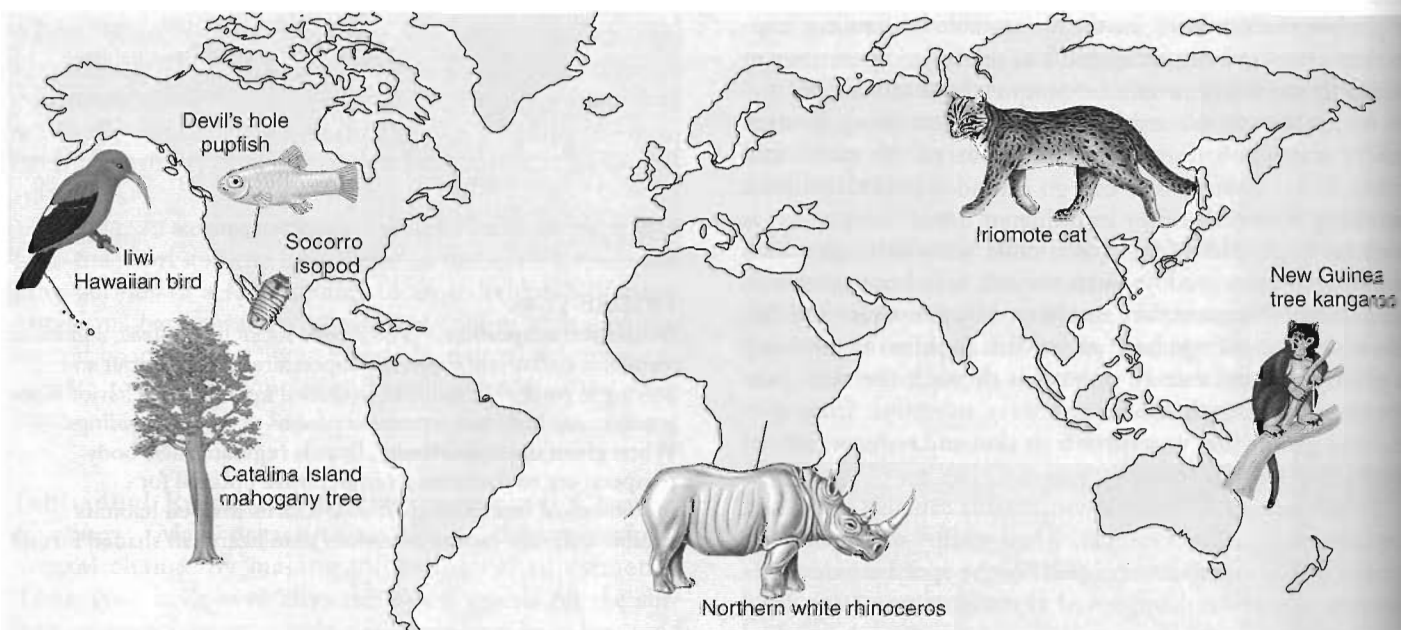 Devil's hole
pupfish
Iiwi
Hawaiian bird
Socorro
isopod
Catalina Island
mahogany tree
Northern white rhinoceros
Iriomote cat
New Guinea
tree kangaroo